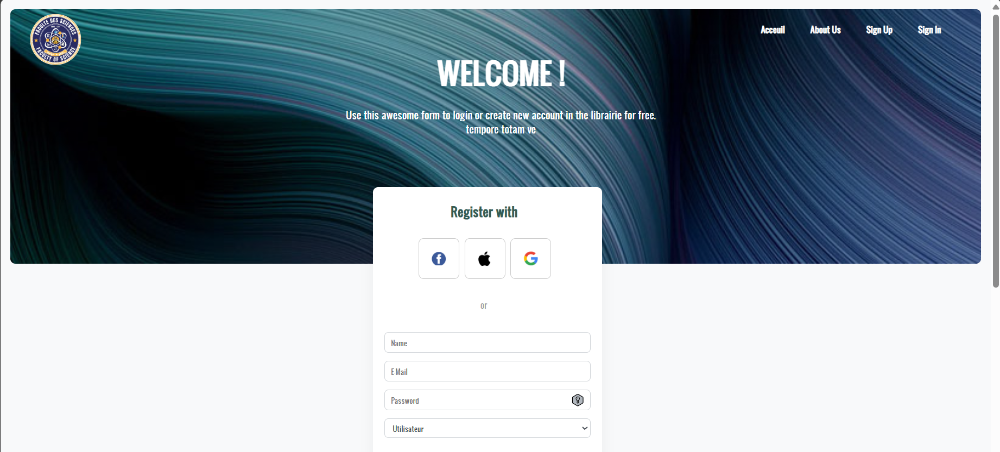 FACULTE DES SCIENCES
FACULTY OF SCIENCE
Acceuil
About Us
Sign Up
Sign In
WELCOME !
Use this awesome form to login or create new account in the librairie for free.
tempore totam ve
Register with
or
Name
E-Mail
Password
Utilisateur